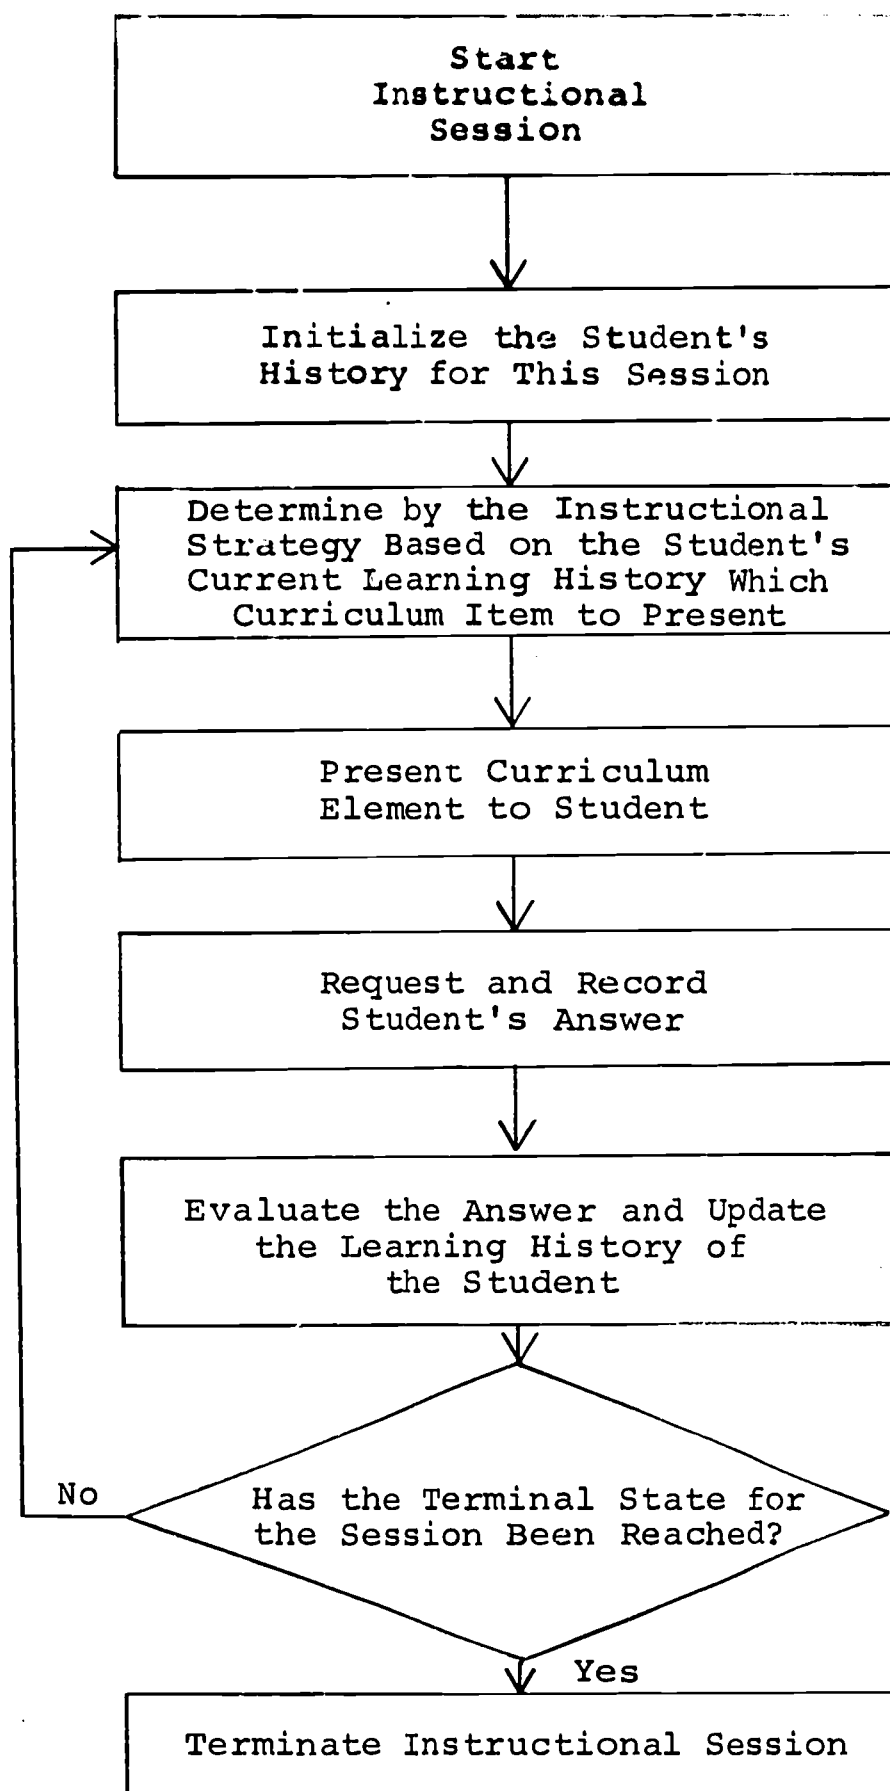 Start
Instructional
Session
Initialize the Student's
History for This Session
Determine by the Instructional
Strategy Based on the Student's
Current Learning History Which
Curriculum Item to Present
Present Curriculum
Element to Student
Request and Record
Student's Answer
Evaluate the Answer and Update
the Learning History of
the Student
No
Has the Terminal State for
the Session Been Reached?
Yes
Terminate Instructional Session